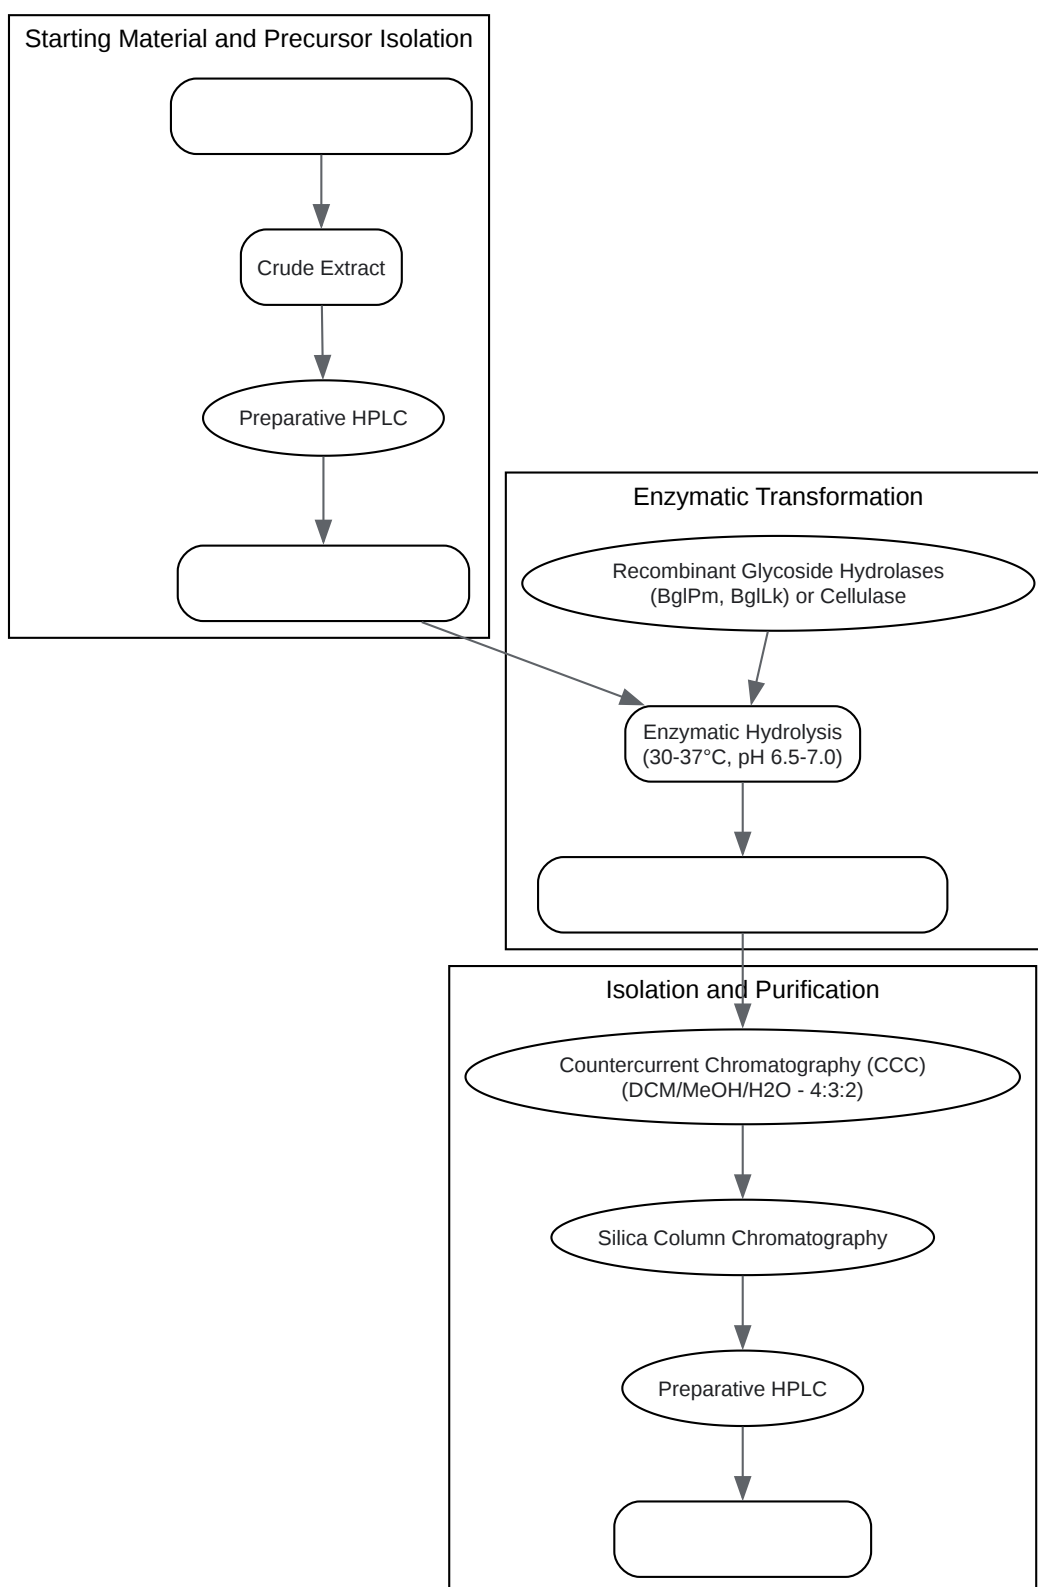 Starting Material and Precursor Isolation
Crude Extract
Preparative HPLC
Enzymatic Transformation
Recombinant Glycoside Hydrolases
(BglPm, BglLk) or Cellulase
Enzymatic Hydrolysis
(30-37°C, pH 6.5-7.0)
Isolation and Purification
Countercurrent Chromatography (CCC)
(DCM/MeOH/H2O - 4:3:2)
Silica Column Chromatography
Preparative HPLC